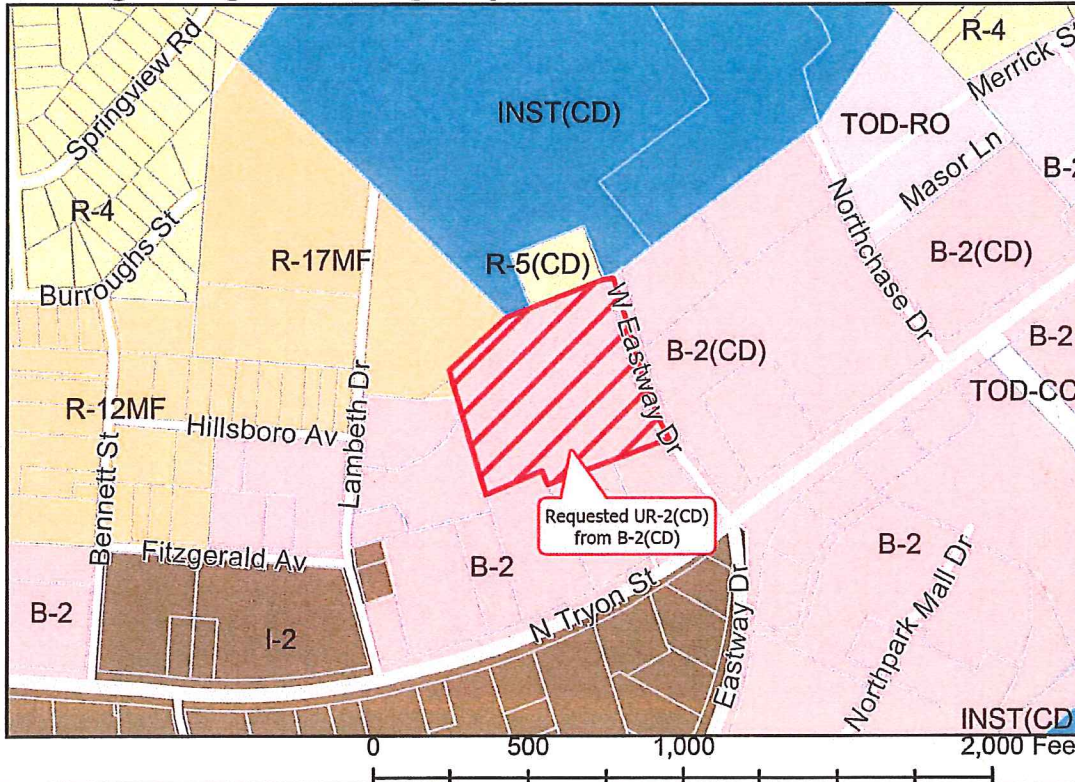 R-4
Springview Rd
Merrick St
INST(CD)
TOD-RO
Masor Ln
R-4
Burroughs St
R-17MF
R-5(CD)
Northchase Dr
B-2(CD)
W Eastway Dr
B-2(CD)
B-2
TOD-CC
R-12MF
Hillsboro Av
Lambeth Dr
Bennett St
Requested UR-2(CD)
from B-2(CD)
Fitzgerald Av
B-2
B-2
B-2
I-2
N Tryon St
Eastway Dr
Northpark Mall Dr
INST(CD
0 500 1,000 2,000 Fee